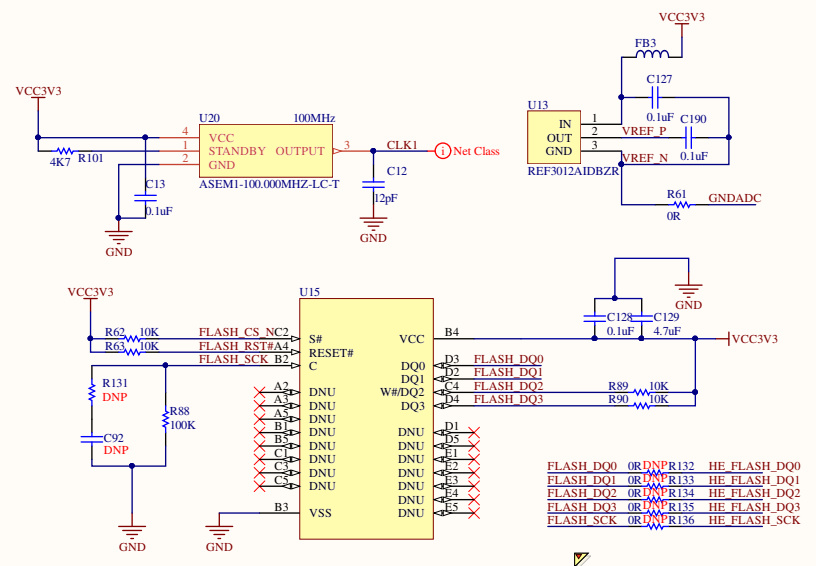 VCC3V3
FB3
C127
0.1uF
U13
IN 1
OUT 2 VREF_P
GND 3 VREF_N
C190
0.1uF
REF3012AIDBZR
R61
0R
GNDADC
VCC3V3
4K7 R101
U20 100MHz
4 VCC
1 STANDBY OUTPUT 3 CLK1
2 GND
ASEM1-100.000MHZ-LC-T
i Net Class
C13
0.1uF
GND
C12
12pF
GND
VCC3V3
U15
R62 10K FLASH_CS_N C2 S#
R63 10K FLASH_RST# A4 RESET#
FLASH_SCK B2 C
R131
DNP
R88
100K
C92
DNP
GND
A2 DNU
A3 DNU
A5 DNU
B1 DNU
B5 DNU
C1 DNU
C3 DNU
C5 DNU
B3 VSS
GND
VCC B4
DQ0 D3 FLASH_DQ0
DQ1 D2 FLASH_DQ1
W#/DQ2 C4 FLASH_DQ2 R89 10K
DQ3 D4 FLASH_DQ3 R90 10K
DNU D1
DNU D5
DNU E1
DNU E2
DNU E3
DNU E4
DNU E5
GND
C128
0.1uF
C129
4.7uF
VCC3V3
FLASH_DQ0 0R DNP R132 HE_FLASH_DQ0
FLASH_DQ1 0R DNP R133 HE_FLASH_DQ1
FLASH_DQ2 0R DNP R134 HE_FLASH_DQ2
FLASH_DQ3 0R DNP R135 HE_FLASH_DQ3
FLASH_SCK 0R DNP R136 HE_FLASH_SCK